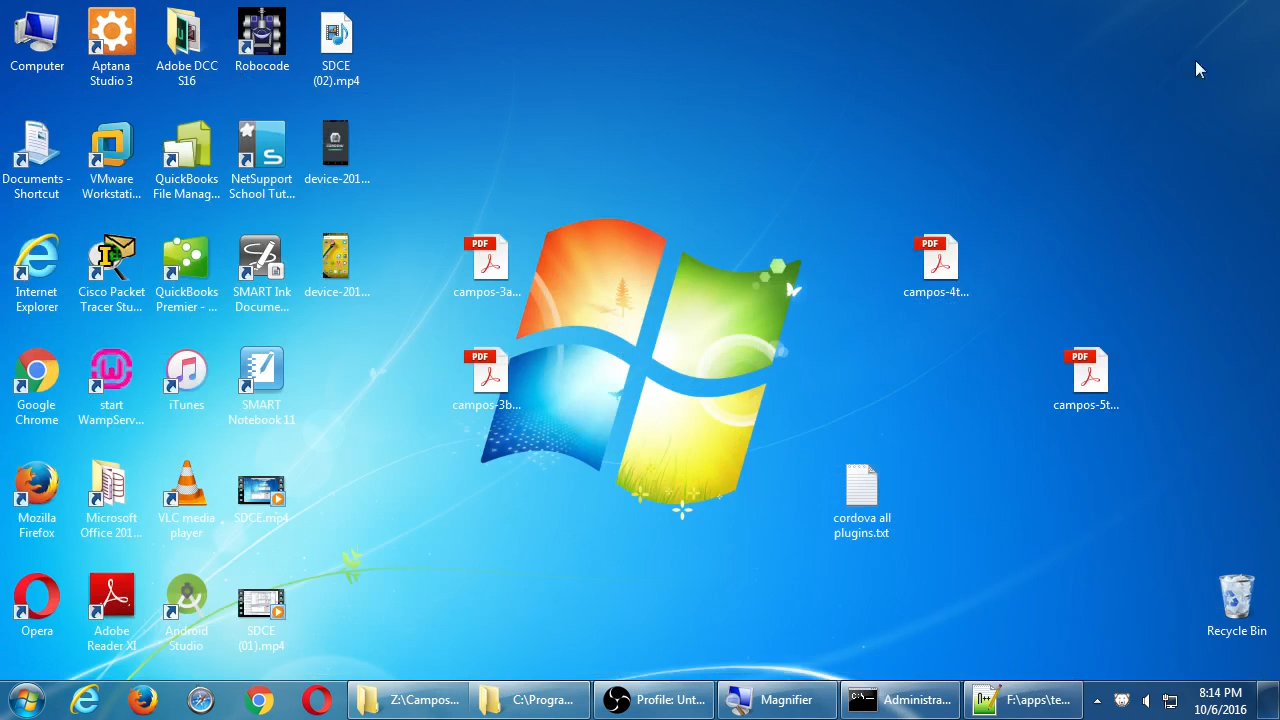 Computer
Aptana
Studio 3
Adobe DCC
S16
Robocode
SDCE
(02).mp4
Documents -
Shortcut
VMware
Workstati...
QuickBooks
File Manag...
NetSupport
School Tut...
device-201...
Internet
Explorer
Cisco Packet
Tracer Stu...
QuickBooks
Premier - ...
SMART Ink
Docume...
device-201...
PDF
campos-3a...
PDF
campos-4t...
Google
Chrome
start
WampServ...
iTunes
SMART
Notebook 11
PDF
campos-3b...
PDF
campos-5t...
Mozilla
Firefox
Microsoft
Office 201...
VLC media
player
SDCE.mp4
cordova all
plugins.txt
Opera
Adobe
Reader XI
Android
Studio
SDCE
(01).mp4
Recycle Bin
Z:\Campos...
C:\Progra...
Profile: Unt...
Magnifier
Administra...
F:\apps\te...
8:14 PM
10/6/2016